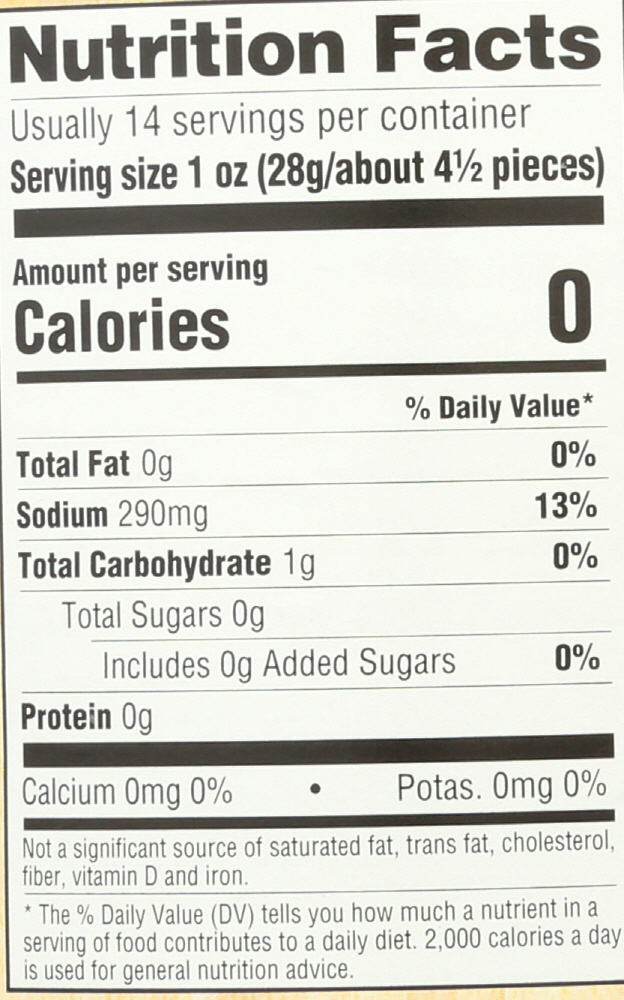 Nutrition Facts
Usually 14 servings per container
Serving size 1 oz (28g/about 4½ pieces)
Amount per serving
Calories 0
% Daily Value*
Total Fat 0g 0%
Sodium 290mg 13%
Total Carbohydrate 1g 0%
Total Sugars 0g
Includes 0g Added Sugars 0%
Protein 0g
Calcium 0mg 0% • Potas. 0mg 0%
Not a significant source of saturated fat, trans fat, cholesterol,
fiber, vitamin D and iron.
* The % Daily Value (DV) tells you how much a nutrient in a
serving of food contributes to a daily diet. 2,000 calories a day
is used for general nutrition advice.